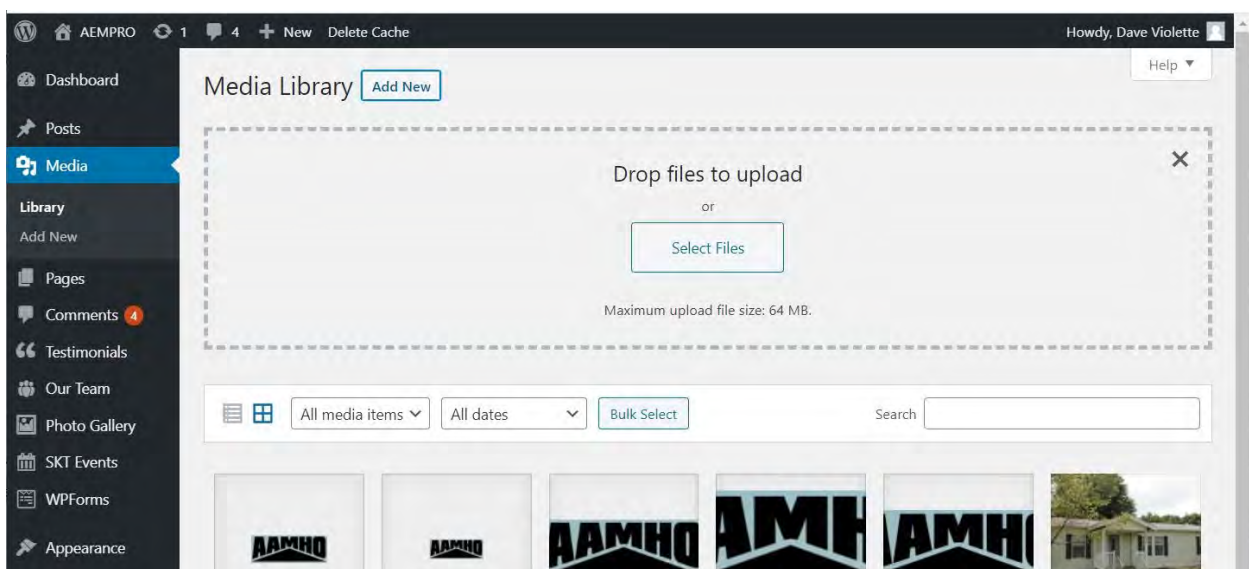 AEMPRO 1 4 New Delete Cache Howdy, Dave Violette
Help
Dashboard
Posts
Media
Library
Add New
Pages
Comments 4
Testimonials
Our Team
Photo Gallery
SKT Events
WPForms
Appearance
Media Library Add New
Drop files to upload
or
Select Files
Maximum upload file size: 64 MB.
All media items All dates Bulk Select Search
AAMHO AAMHO AAMHO AMH AAMHO